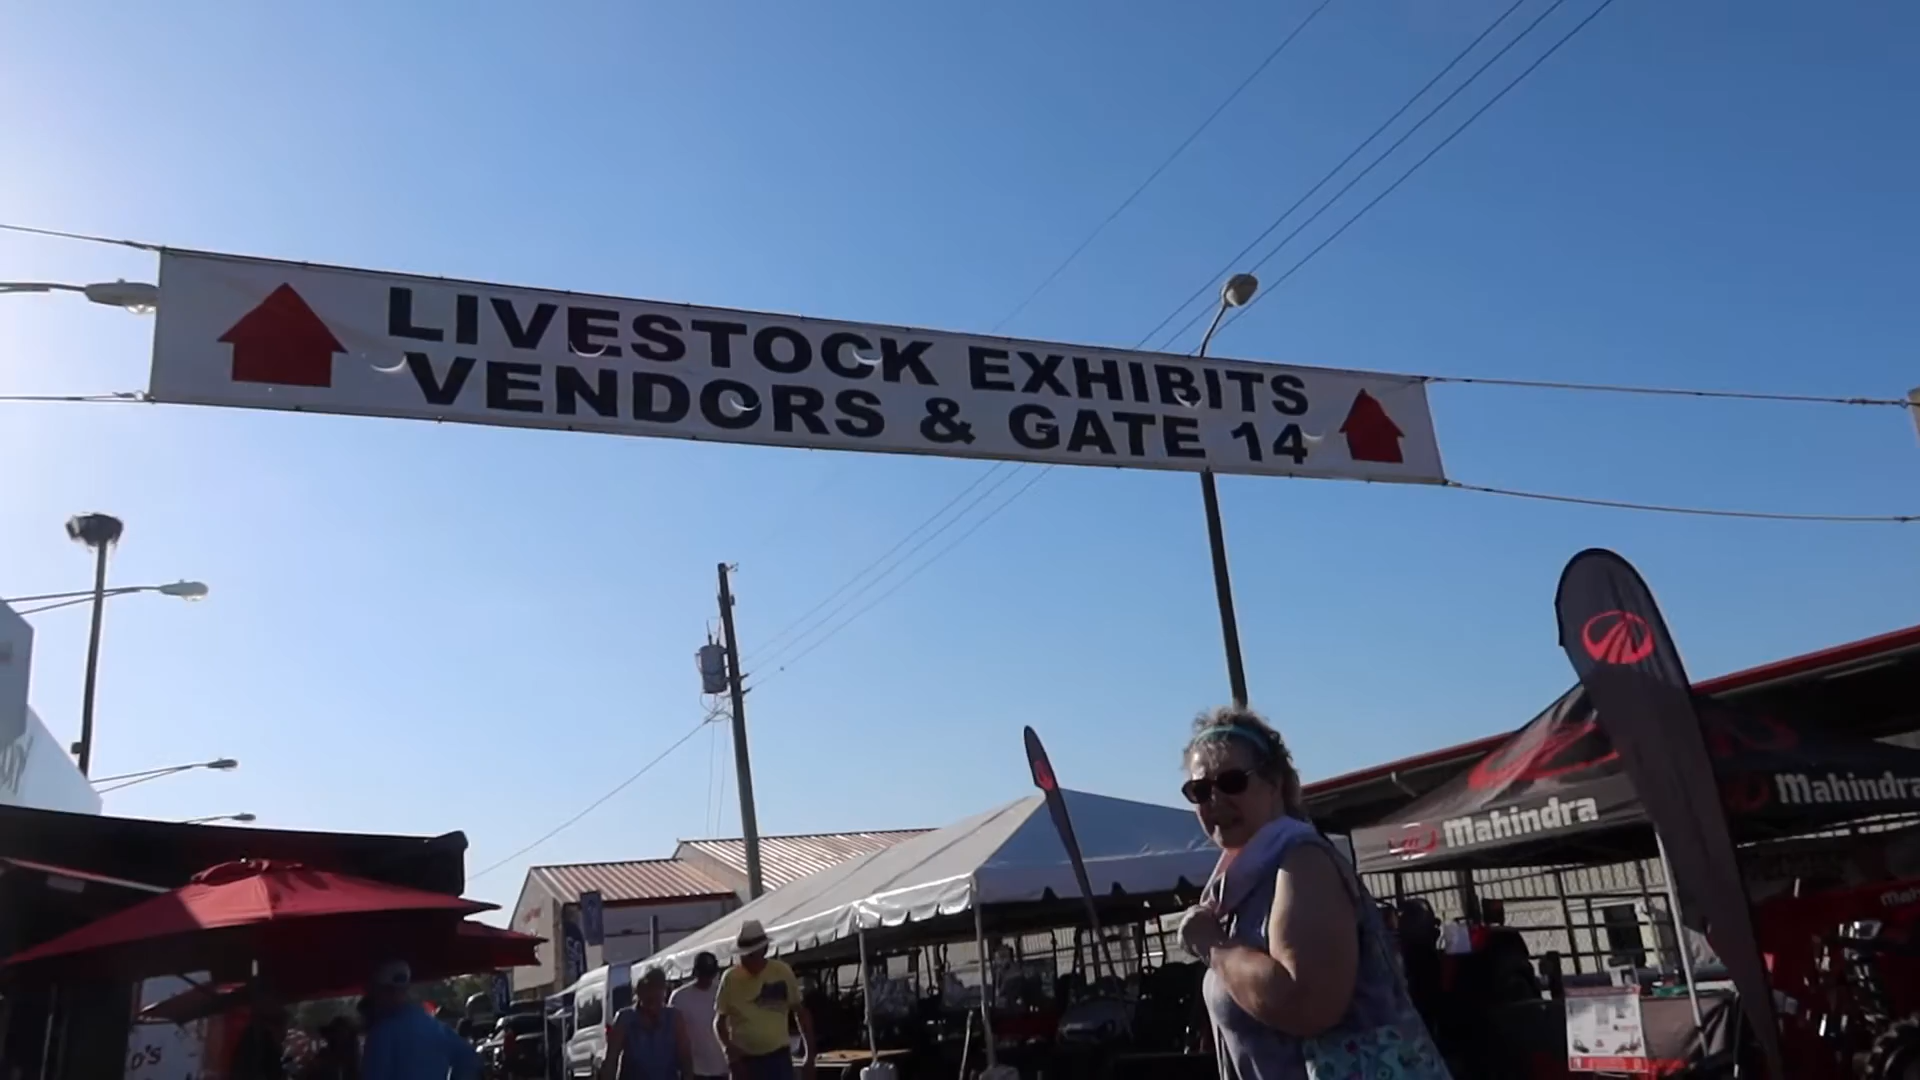 LIVESTOCK EXHIBITS
VENDORS & GATE 14
Mahindra
Mahindra
o's